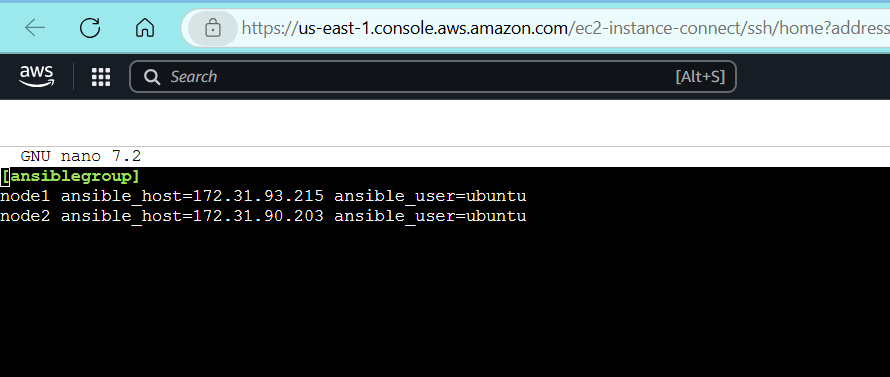 https://us-east-1.console.aws.amazon.com/ec2-instance-connect/ssh/home?address
aws
Search [Alt+S]
GNU nano 7.2
[ansiblegroup]
node1 ansible_host=172.31.93.215 ansible_user=ubuntu
node2 ansible_host=172.31.90.203 ansible_user=ubuntu